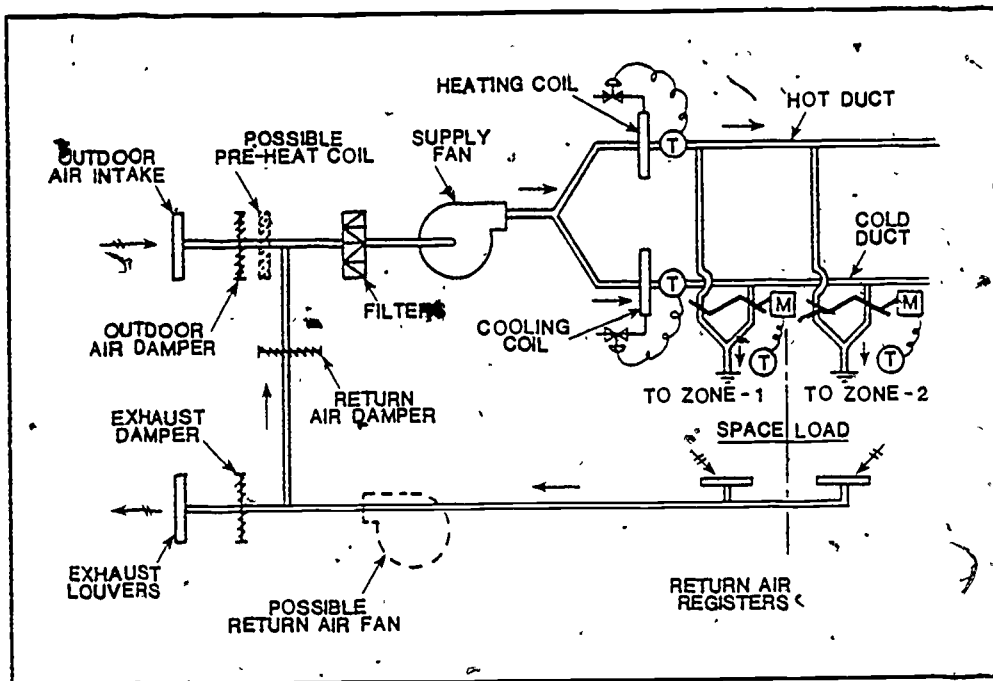 HEATING COIL
HOT DUCT
POSSIBLE
PRE-HEAT COIL
SUPPLY
FAN
OUTDOOR
AIR INTAKE
T
COLD
DUCT
FILTERS
T
M
M
OUTDOOR
AIR DAMPER
COOLING
COIL
T
T
TO ZONE-1
TO ZONE-2
RETURN
AIR DAMPER
EXHAUST
DAMPER
SPACE LOAD
EXHAUST
LOUVERS
POSSIBLE
RETURN AIR FAN
RETURN AIR
REGISTERS